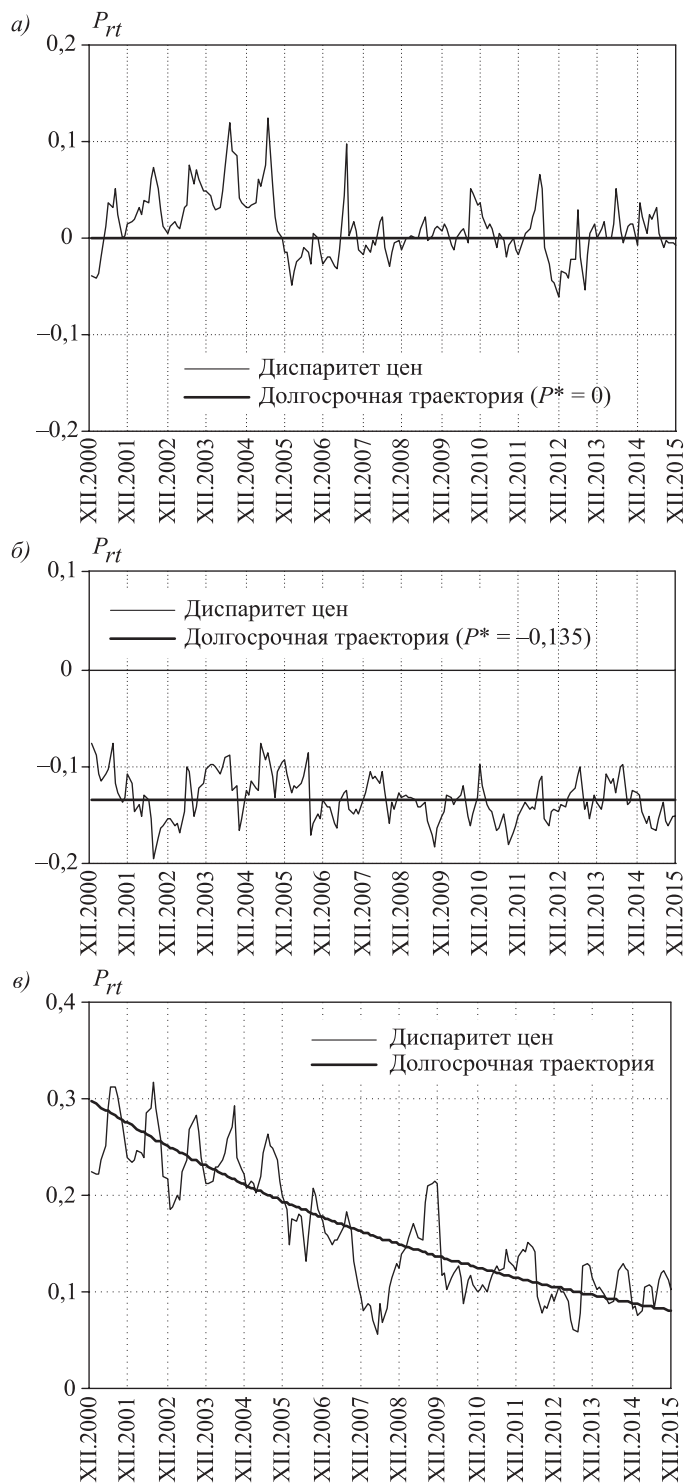 а)
P_rt
0,2
0,1
0
–0,1
–0,2
Диспаритет цен
Долгосрочная траектория (P* = 0)
XII.2000
XII.2001
XII.2002
XII.2003
XII.2004
XII.2005
XII.2006
XII.2007
XII.2008
XII.2009
XII.2010
XII.2011
XII.2012
XII.2013
XII.2014
XII.2015
б)
P_rt
0,1
0
–0,1
–0,2
Диспаритет цен
Долгосрочная траектория (P* = –0,135)
XII.2000
XII.2001
XII.2002
XII.2003
XII.2004
XII.2005
XII.2006
XII.2007
XII.2008
XII.2009
XII.2010
XII.2011
XII.2012
XII.2013
XII.2014
XII.2015
в)
P_rt
0,4
0,3
0,2
0,1
0
Диспаритет цен
Долгосрочная траектория
XII.2000
XII.2001
XII.2002
XII.2003
XII.2004
XII.2005
XII.2006
XII.2007
XII.2008
XII.2009
XII.2010
XII.2011
XII.2012
XII.2013
XII.2014
XII.2015